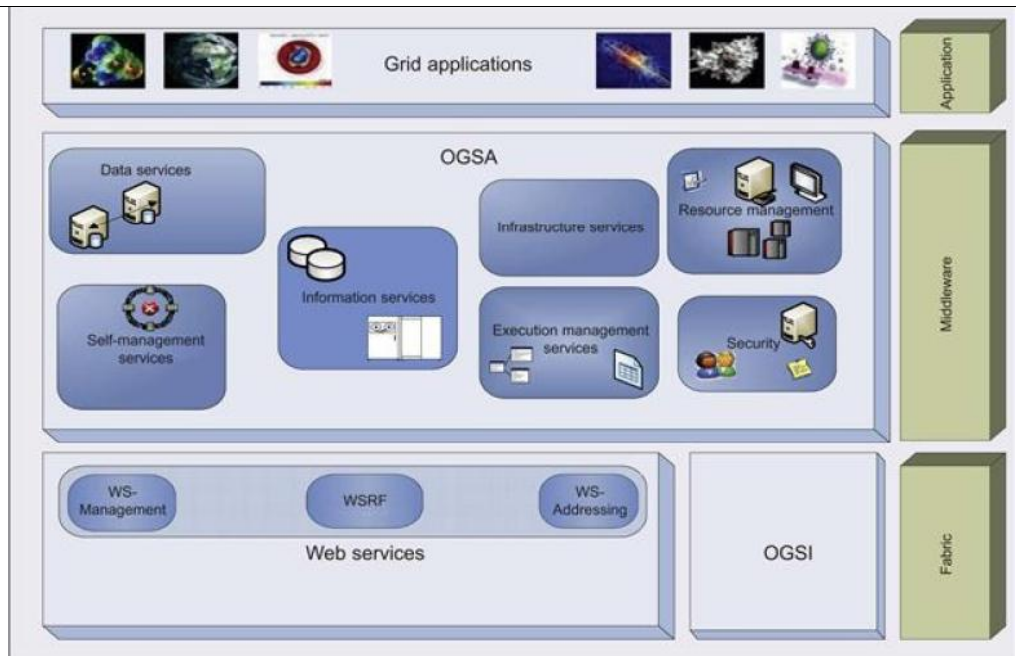 Grid applications
Application
OGSA
Data services
Infrastructure services
Resource management
Information services
Self-management
services
Execution management
services
Security
Middleware
WS-
Management
WSRF
WS-
Addressing
Web services
OGSI
Fabric